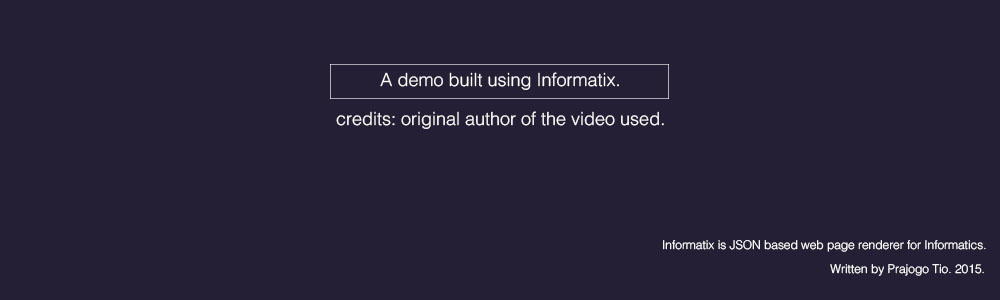 A demo built using Informatix.
credits: original author of the video used.
Informatix is JSON based web page renderer for Informatics.
Written by Prajogo Tio. 2015.